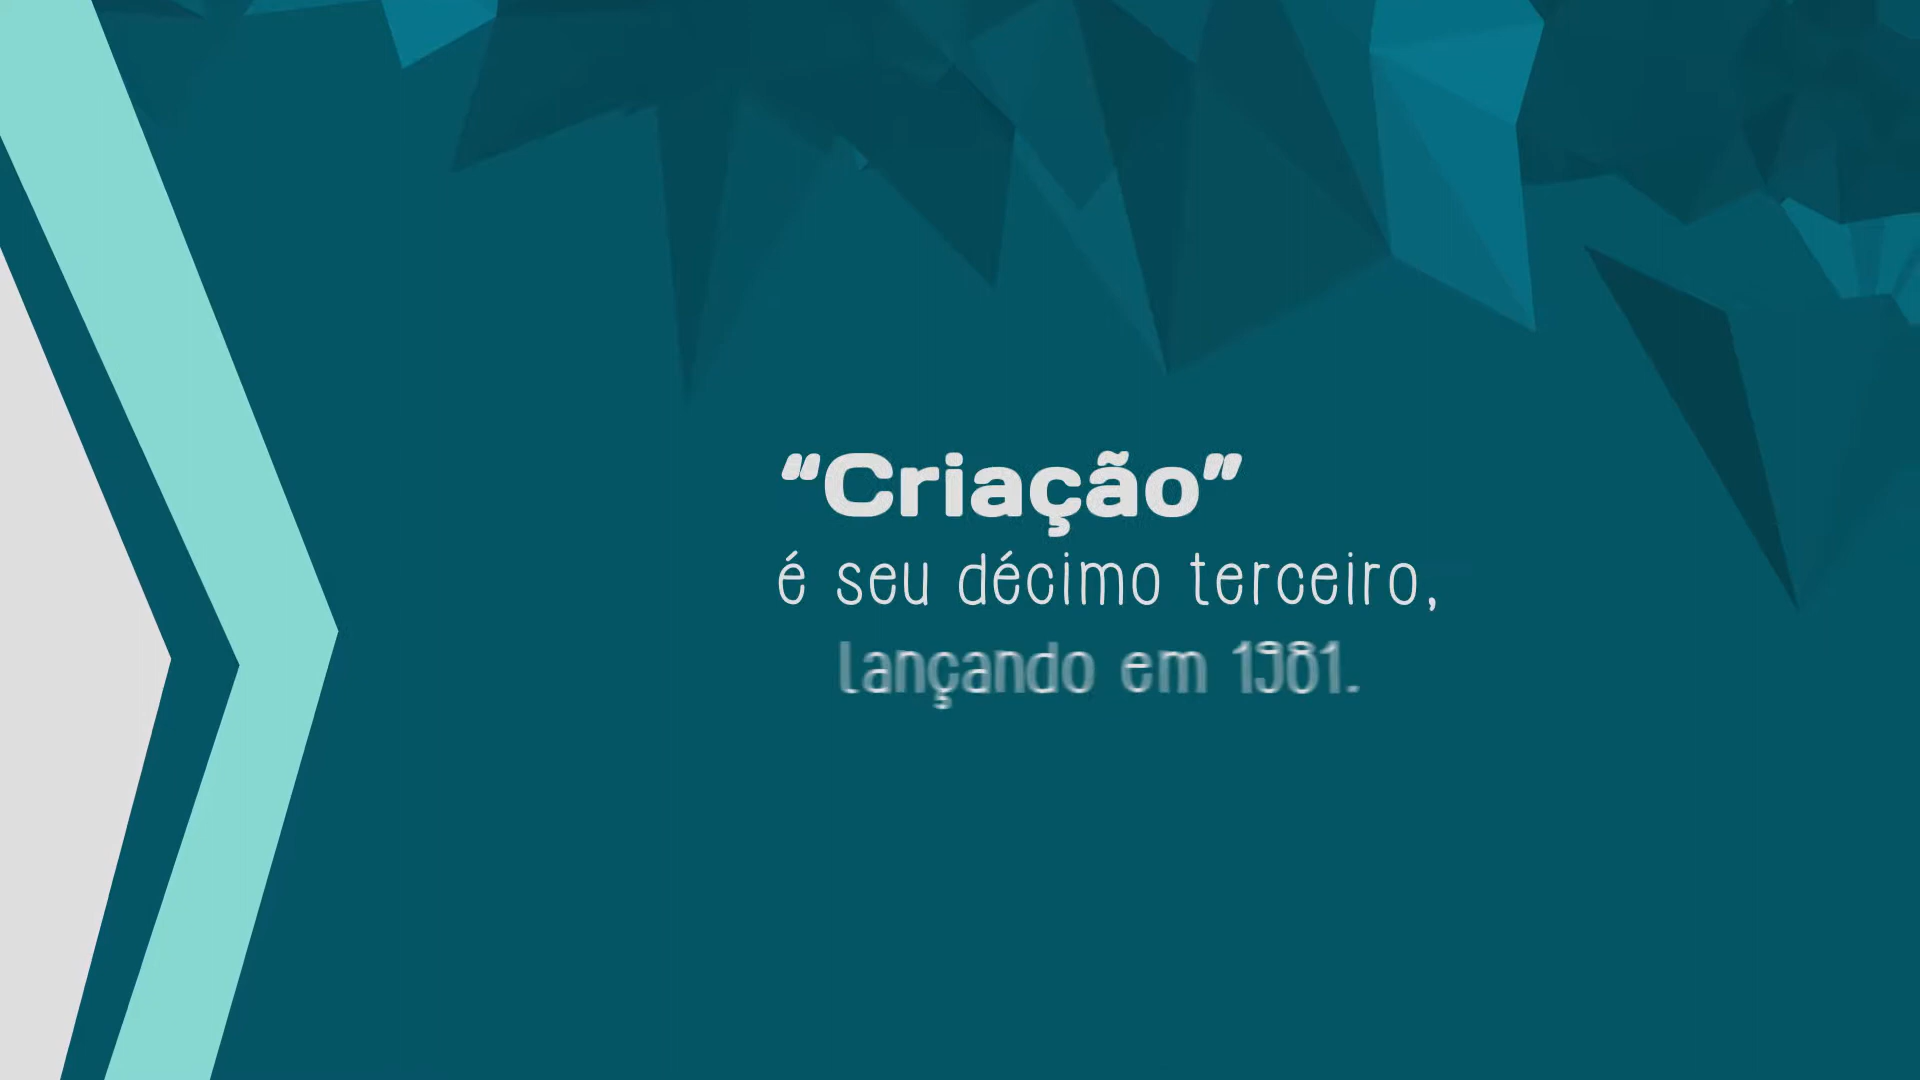 “Criação”
é seu décimo terceiro,
lançando em 1981.